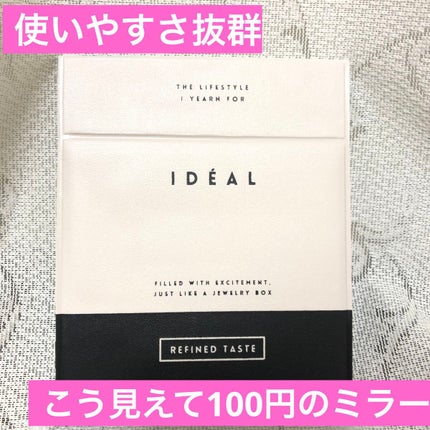 使いやすさ抜群
THE LIFESTYLE
I YEARN FOR
IDÉAL
FILLED WITH EXCITEMENT,
JUST LIKE A JEWELRY BOX
REFINED TASTE
こう見えて100円のミラー